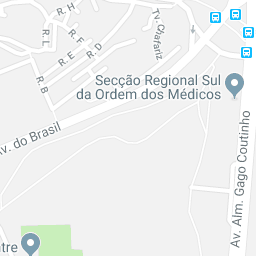 R. H
R. L
R. E
R. F
R. D
R. B
Tv. Chafariz
Secção Regional Sul
da Ordem dos Médicos
Av. do Brasil
Av. Alm. Gago Coutinho
ntre